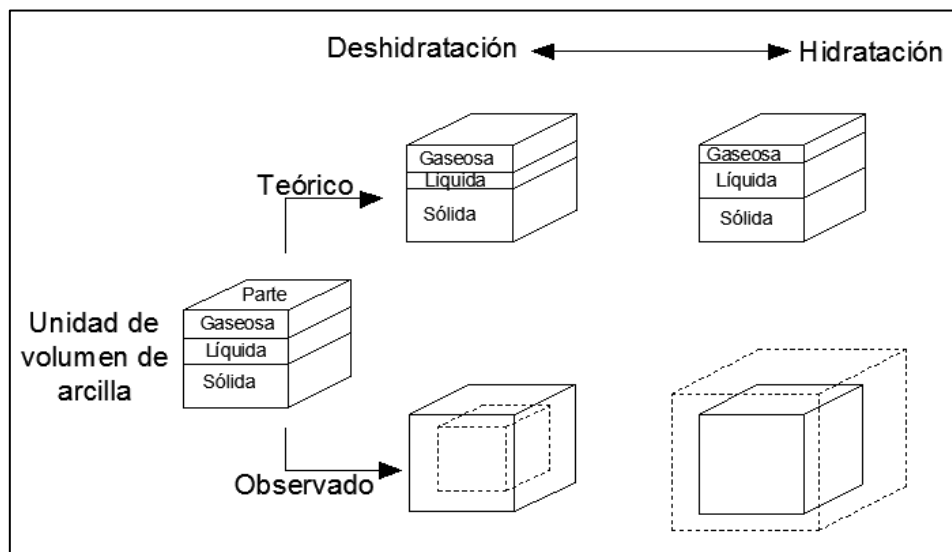 Deshidratación
Hidratación
Teórico
Gaseosa
Líquida
Sólida
Gaseosa
Líquida
Sólida
Unidad de
volumen de
arcilla
Parte
Gaseosa
Líquida
Sólida
Observado